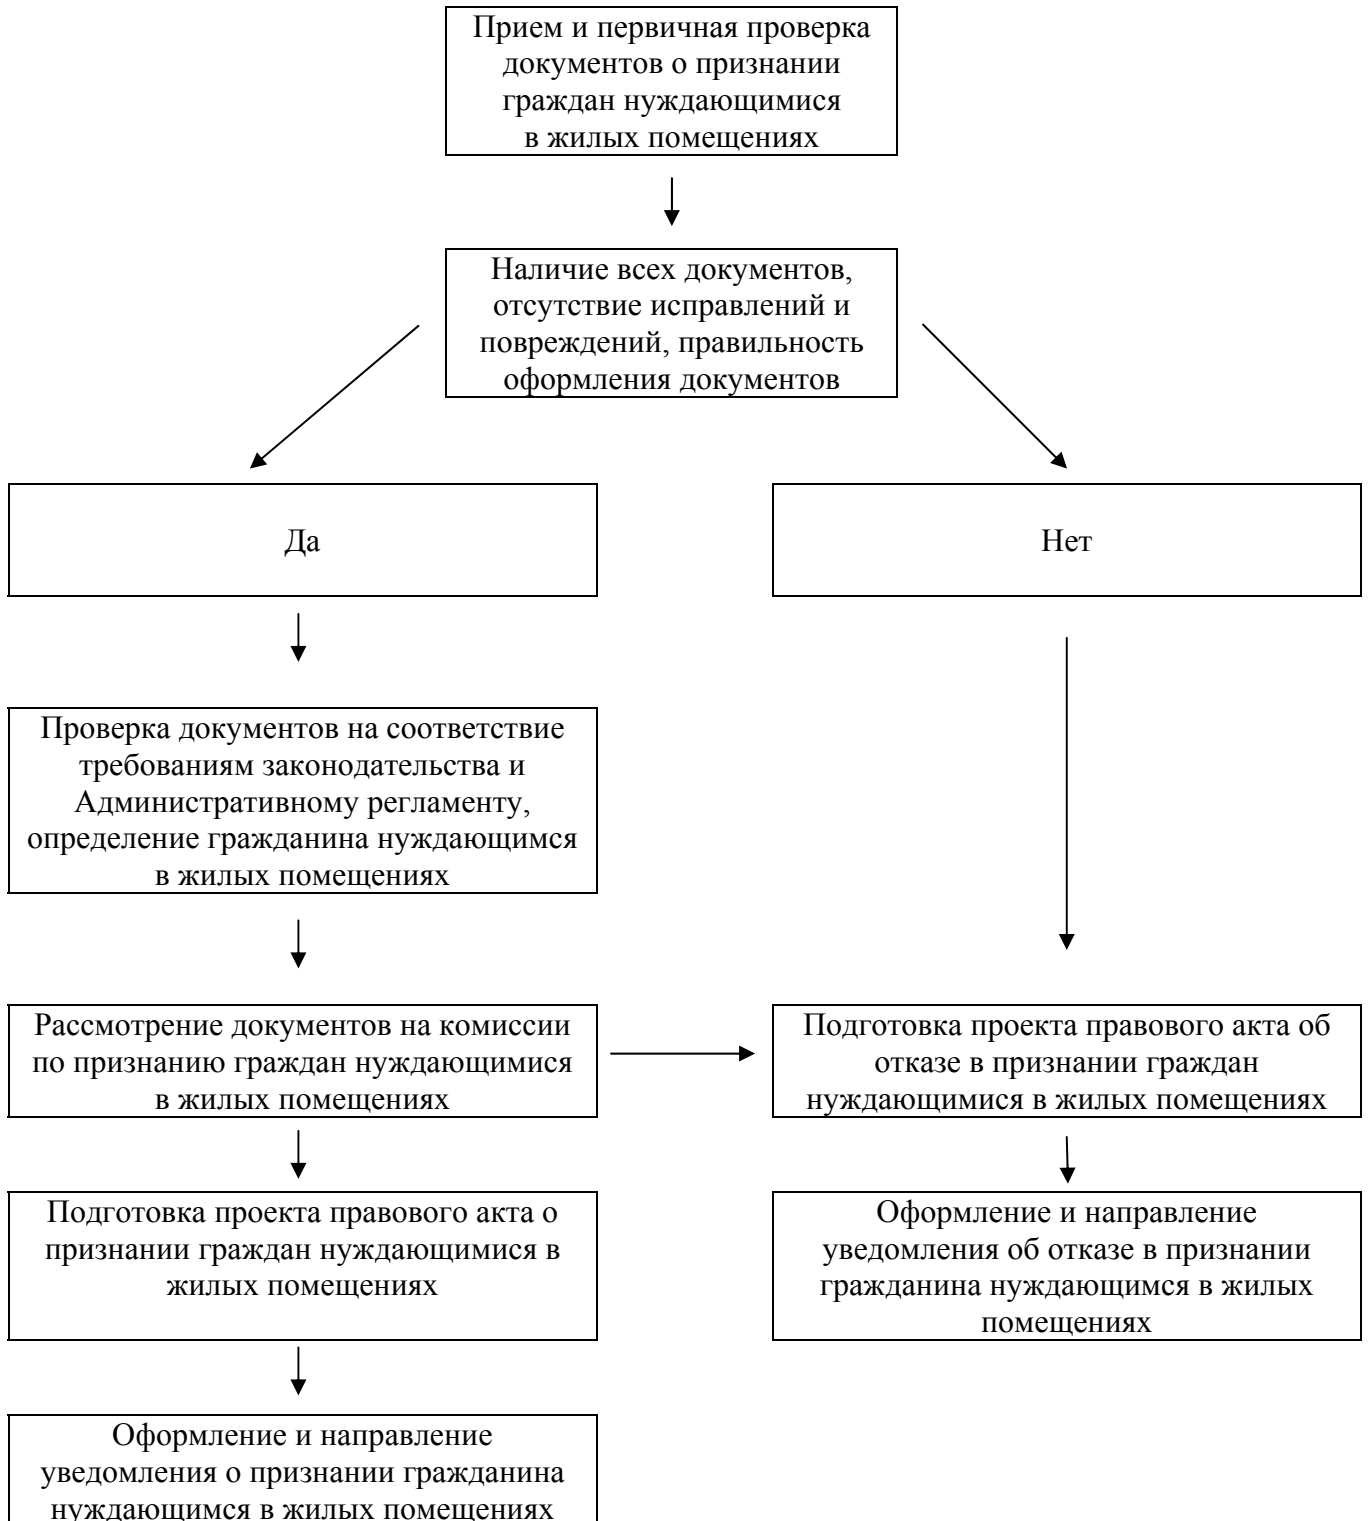 Прием и первичная проверка
документов о признании
граждан нуждающимися
в жилых помещениях
Наличие всех документов,
отсутствие исправлений и
повреждений, правильность
оформления документов
Да
Нет
Проверка документов на соответствие
требованиям законодательства и
Административному регламенту,
определение гражданина нуждающимся
в жилых помещениях
Рассмотрение документов на комиссии
по признанию граждан нуждающимися
в жилых помещениях
Подготовка проекта правового акта об
отказе в признании граждан
нуждающимися в жилых помещениях
Подготовка проекта правового акта о
признании граждан нуждающимися в
жилых помещениях
Оформление и направление
уведомления об отказе в признании
гражданина нуждающимся в жилых
помещениях
Оформление и направление
уведомления о признании гражданина
нуждающимся в жилых помещениях